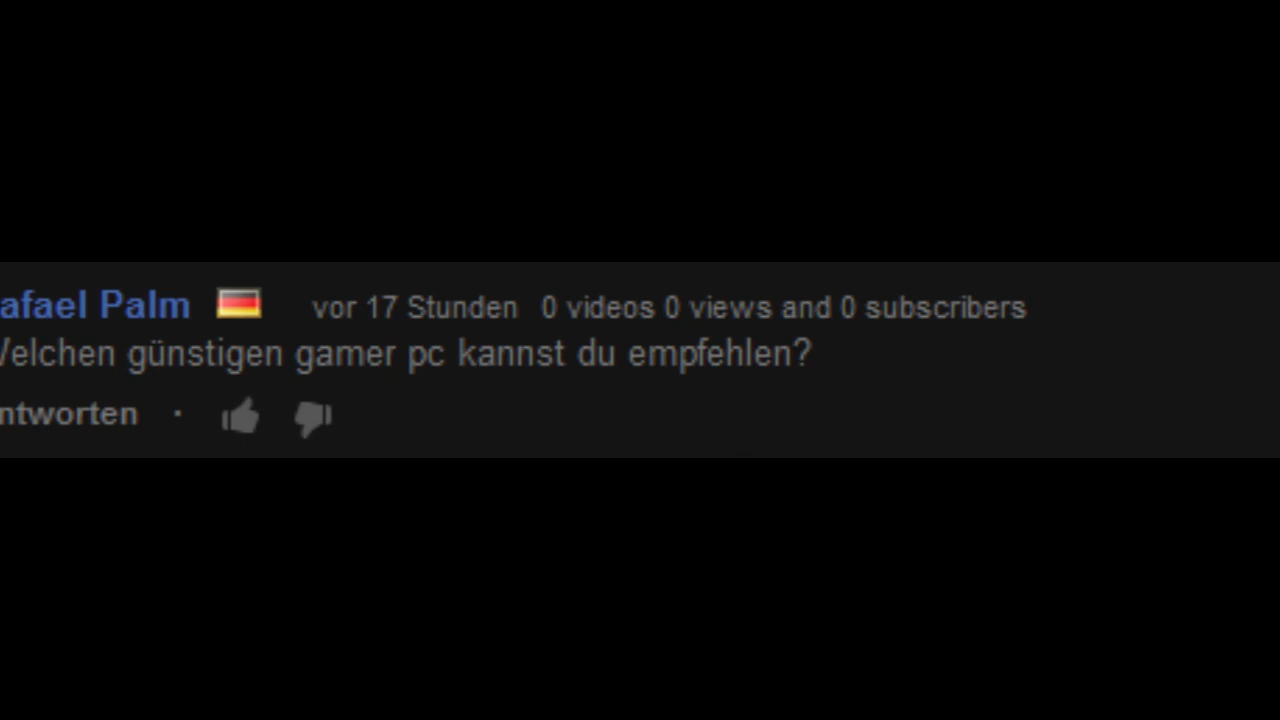 afael Palm vor 17 Stunden 0 videos 0 views and 0 subscribers
Welchen günstigen gamer pc kannst du empfehlen?
ntworten ·